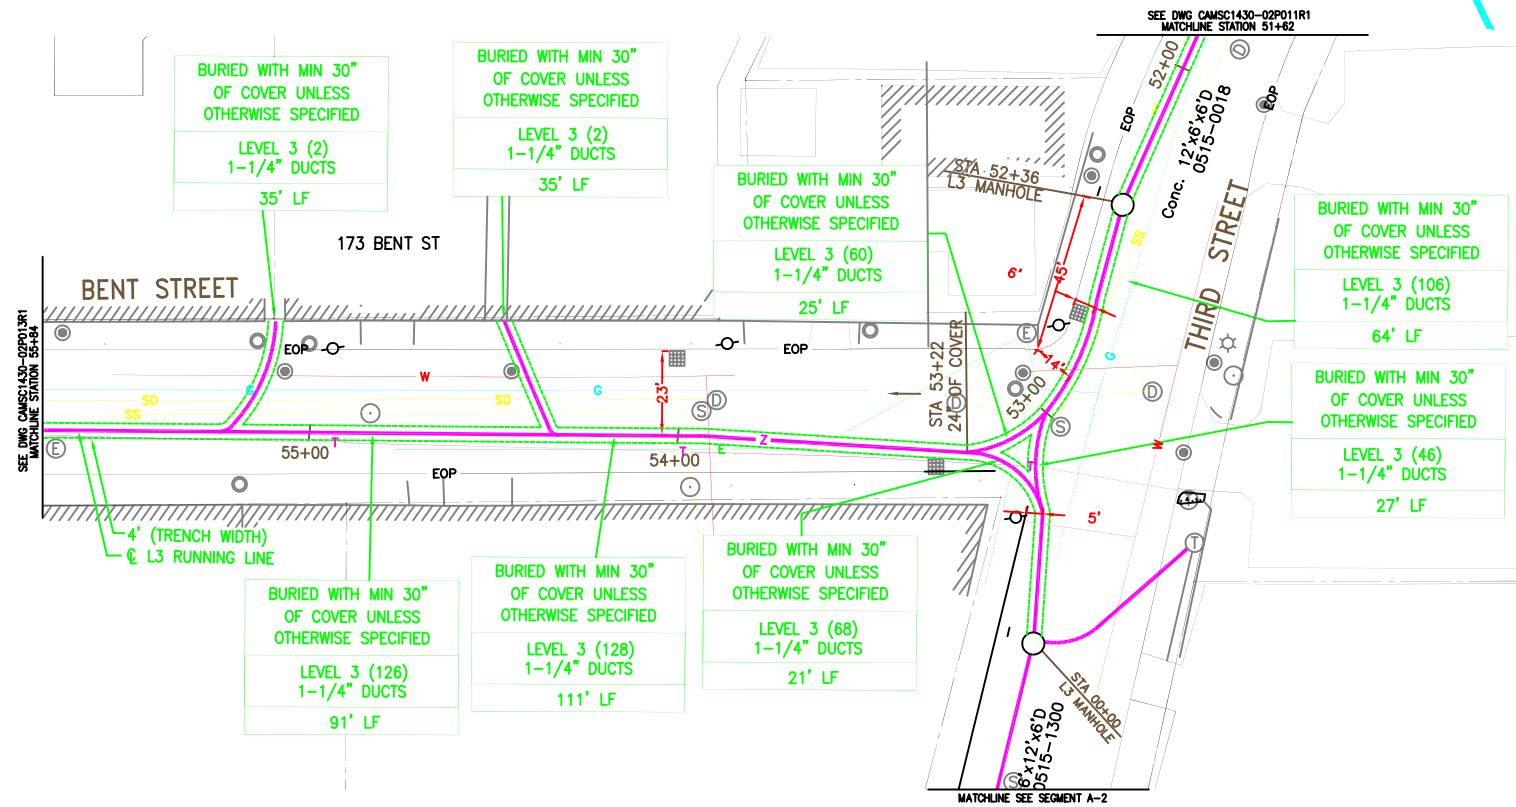 SEE DWG CAMSC1430-02P011R1
MATCHLINE STATION 51+62
BURIED WITH MIN 30"
OF COVER UNLESS
OTHERWISE SPECIFIED
LEVEL 3 (2)
1-1/4" DUCTS
35' LF
BURIED WITH MIN 30"
OF COVER UNLESS
OTHERWISE SPECIFIED
LEVEL 3 (2)
1-1/4" DUCTS
35' LF
BURIED WITH MIN 30"
OF COVER UNLESS
OTHERWISE SPECIFIED
LEVEL 3 (60)
1-1/4" DUCTS
25' LF
52+00
D
EOP
EOP
Conc. 12'x6'x6'D
0515-0018
STA 52+36
L3 MANHOLE
BURIED WITH MIN 30"
OF COVER UNLESS
OTHERWISE SPECIFIED
LEVEL 3 (106)
1-1/4" DUCTS
64' LF
173 BENT ST
BENT STREET
THIRD STREET
SS
6'
45'
14'
G
SEE DWG CAMSC1430-02P013R1
MATCHLINE STATION 55+84
EOP
EOP
E
STA 53+22
24" OF COVER
53+00
W
23'
G
G
SD
SD
SS
S
D
D
D
S
W
E
T
55+00
T
54+00
E
Z
T
EOP
BURIED WITH MIN 30"
OF COVER UNLESS
OTHERWISE SPECIFIED
LEVEL 3 (46)
1-1/4" DUCTS
27' LF
5'
4' (TRENCH WIDTH)
℄ L3 RUNNING LINE
T
BURIED WITH MIN 30"
OF COVER UNLESS
OTHERWISE SPECIFIED
LEVEL 3 (126)
1-1/4" DUCTS
91' LF
BURIED WITH MIN 30"
OF COVER UNLESS
OTHERWISE SPECIFIED
LEVEL 3 (128)
1-1/4" DUCTS
111' LF
BURIED WITH MIN 30"
OF COVER UNLESS
OTHERWISE SPECIFIED
LEVEL 3 (68)
1-1/4" DUCTS
21' LF
STA 00+00
L3 MANHOLE
6'x12'x6'D
0515-1300
S
MATCHLINE SEE SEGMENT A-2